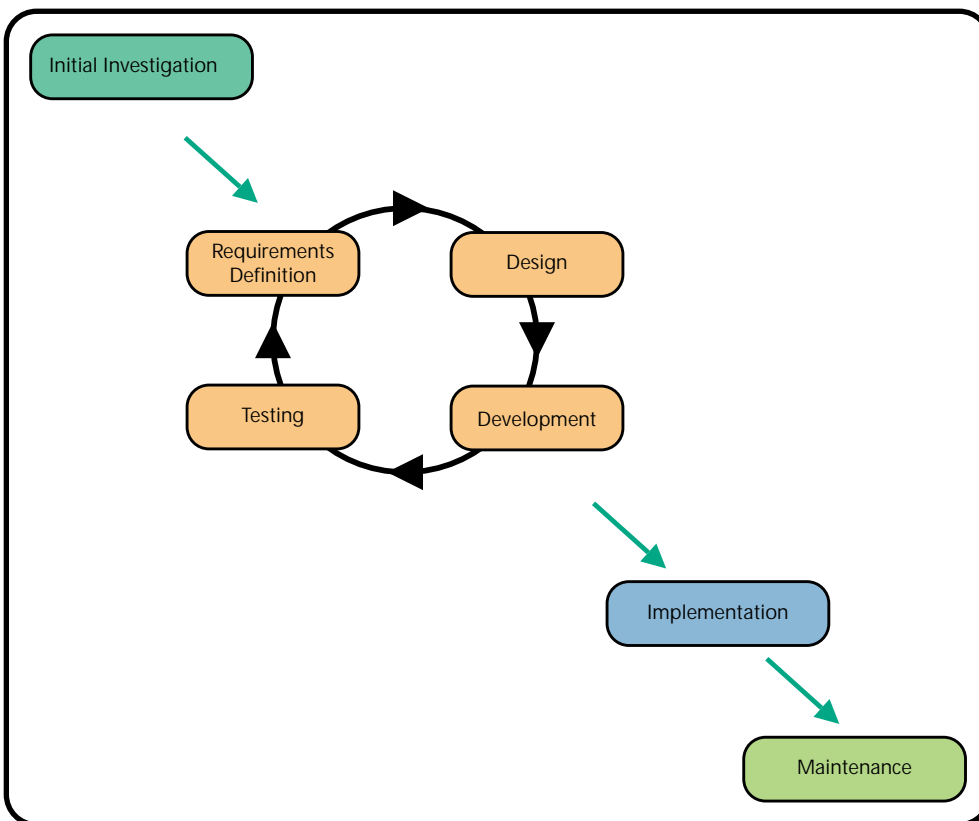 Initial Investigation
Requirements
Definition
Design
Testing
Development
Implementation
Maintenance